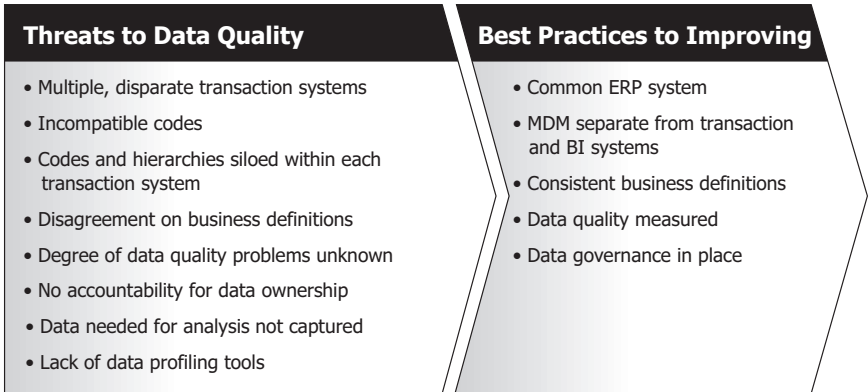 Threats to Data Quality
• Multiple, disparate transaction systems
• Incompatible codes
• Codes and hierarchies siloed within each
transaction system
• Disagreement on business definitions
• Degree of data quality problems unknown
• No accountability for data ownership
• Data needed for analysis not captured
• Lack of data profiling tools
Best Practices to Improving
• Common ERP system
• MDM separate from transaction
and BI systems
• Consistent business definitions
• Data quality measured
• Data governance in place